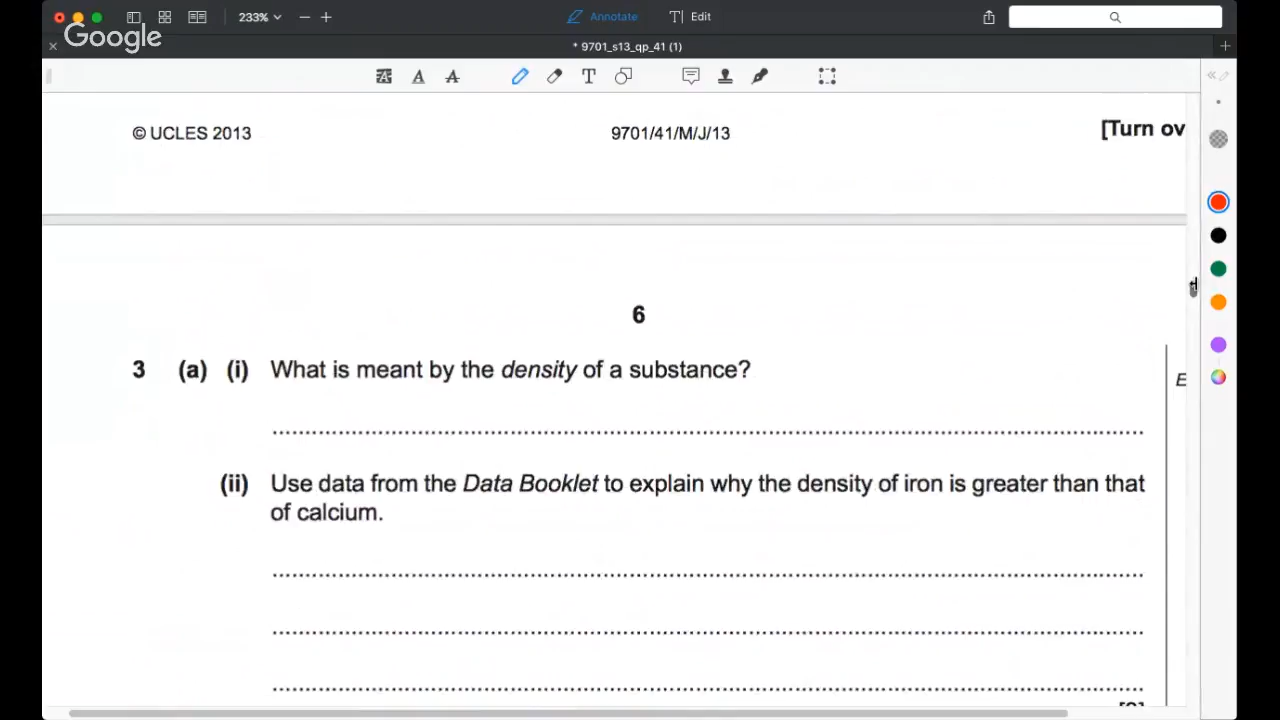 233%
Annotate
T| Edit
Google
* 9701_s13_qp_41 (1)
© UCLES 2013
9701/41/M/J/13
[Turn ov
6
3 (a) (i) What is meant by the density of a substance?
(ii) Use data from the Data Booklet to explain why the density of iron is greater than that
of calcium.